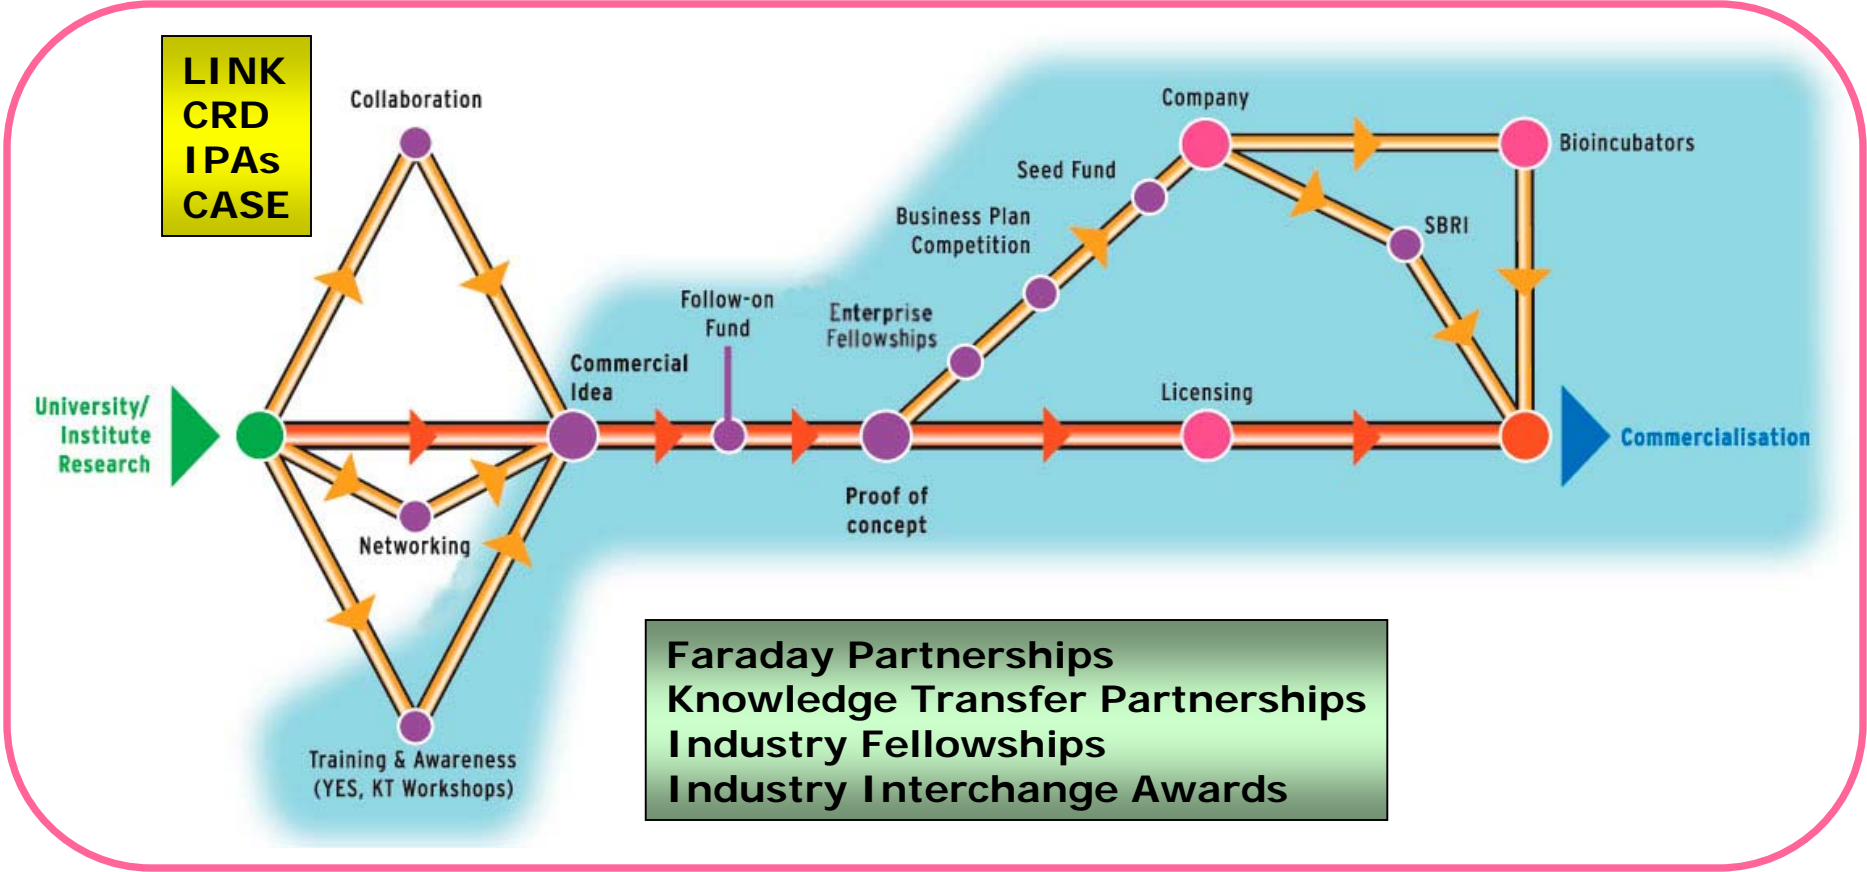 LINK
CRD
IPAs
CASE
Collaboration
Company
Bioincubators
Seed Fund
Business Plan
Competition
SBRI
Follow-on
Fund
Enterprise
Fellowships
Commercial
Idea
Licensing
University/
Institute
Research
Commercialisation
Proof of
concept
Networking
Training & Awareness
(YES, KT Workshops)
Faraday Partnerships
Knowledge Transfer Partnerships
Industry Fellowships
Industry Interchange Awards